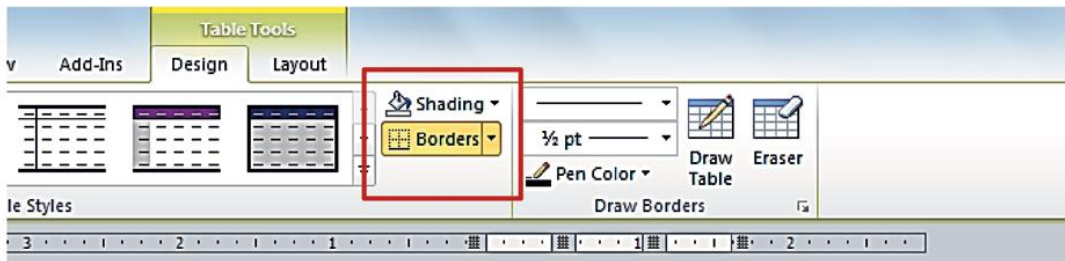 Table Tools
v Add-Ins Design Layout
Shading
Borders
½ pt
Pen Color
Draw Table
Eraser
le Styles
Draw Borders
3 2 1 1 2